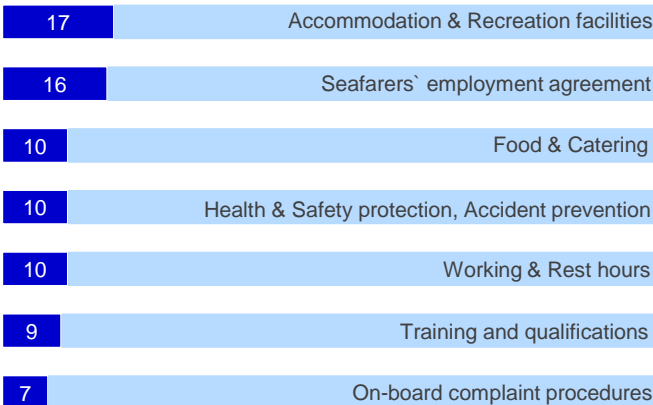 17 Accommodation & Recreation facilities
16 Seafarers` employment agreement
10 Food & Catering
10 Health & Safety protection, Accident prevention
10 Working & Rest hours
9 Training and qualifications
7 On-board complaint procedures